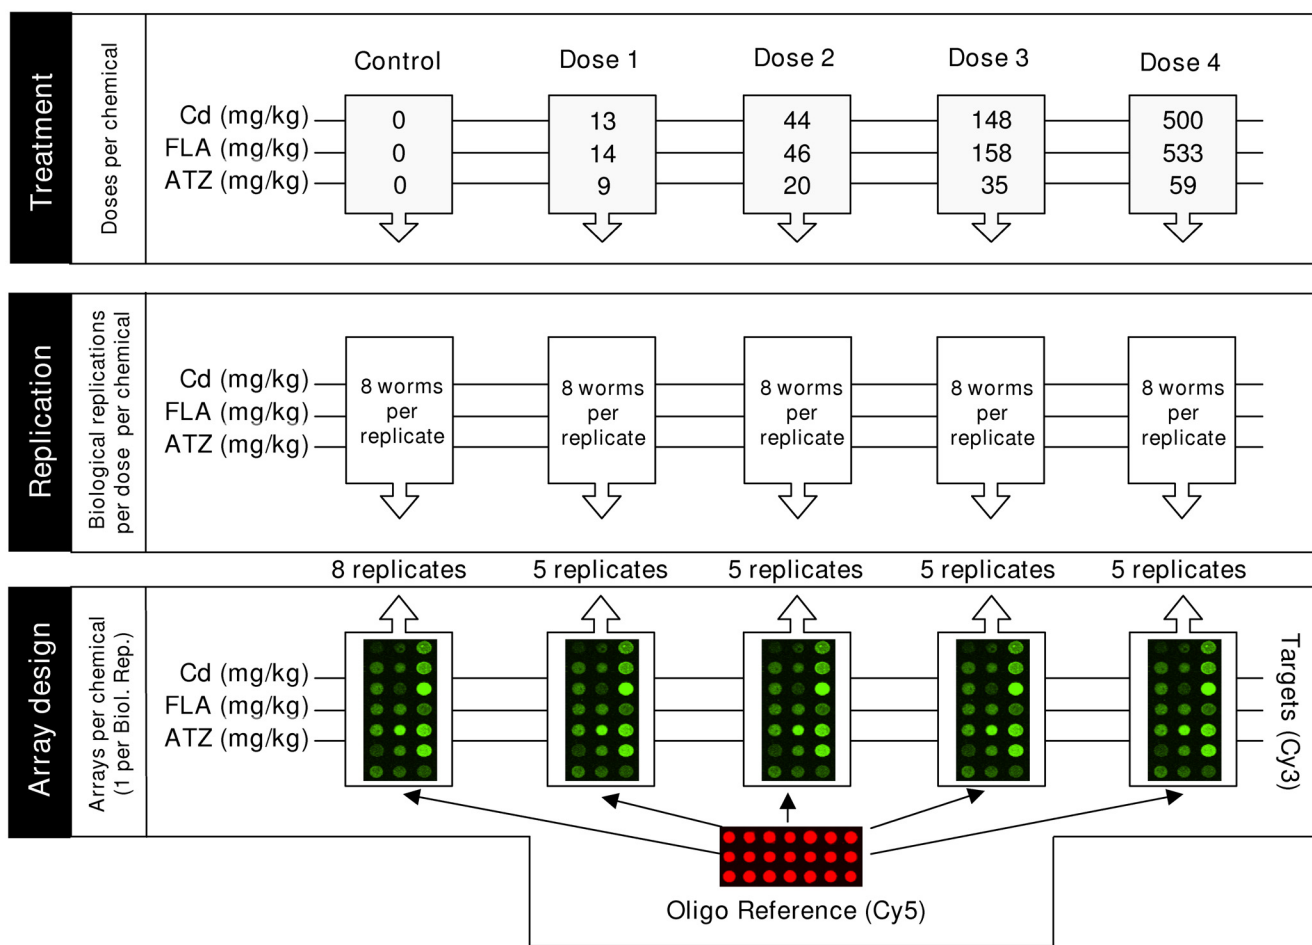 Treatment
Doses per chemical
Control
Dose 1
Dose 2
Dose 3
Dose 4
Cd (mg/kg)
0
13
44
148
500
FLA (mg/kg)
0
14
46
158
533
ATZ (mg/kg)
0
9
20
35
59
Replication
Biological replications
per dose per chemical
Cd (mg/kg)
FLA (mg/kg)
ATZ (mg/kg)
8 worms
per
replicate
8 worms
per
replicate
8 worms
per
replicate
8 worms
per
replicate
8 worms
per
replicate
8 replicates
5 replicates
5 replicates
5 replicates
5 replicates
Array design
Arrays per chemical
(1 per Biol. Rep.)
Cd (mg/kg)
FLA (mg/kg)
ATZ (mg/kg)
Targets (Cy3)
Oligo Reference (Cy5)